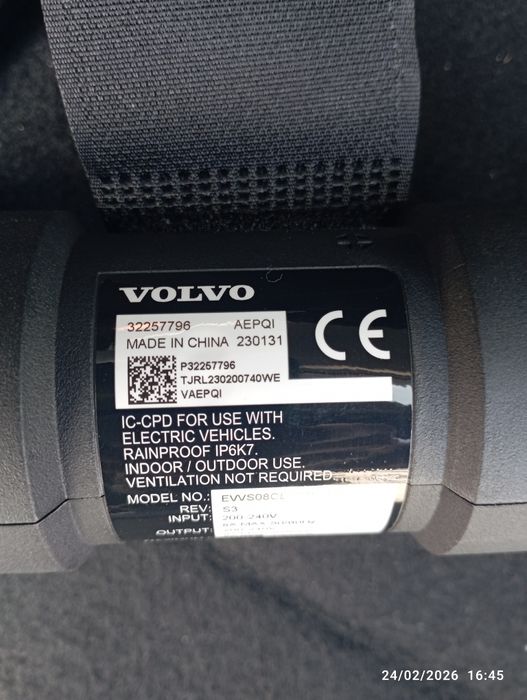 VOLVO
32257796 AEPQI
MADE IN CHINA 230131
P32257796
TJRL230200740WE
VAEPQI
CE
IC-CPD FOR USE WITH
ELECTRIC VEHICLES.
RAINPROOF IP6K7.
INDOOR / OUTDOOR USE.
VENTILATION NOT REQUIRED.
MODEL NO.:
REV: S3
INPUT: 200-240V
OUTPUT:
24/02/2026 16:45